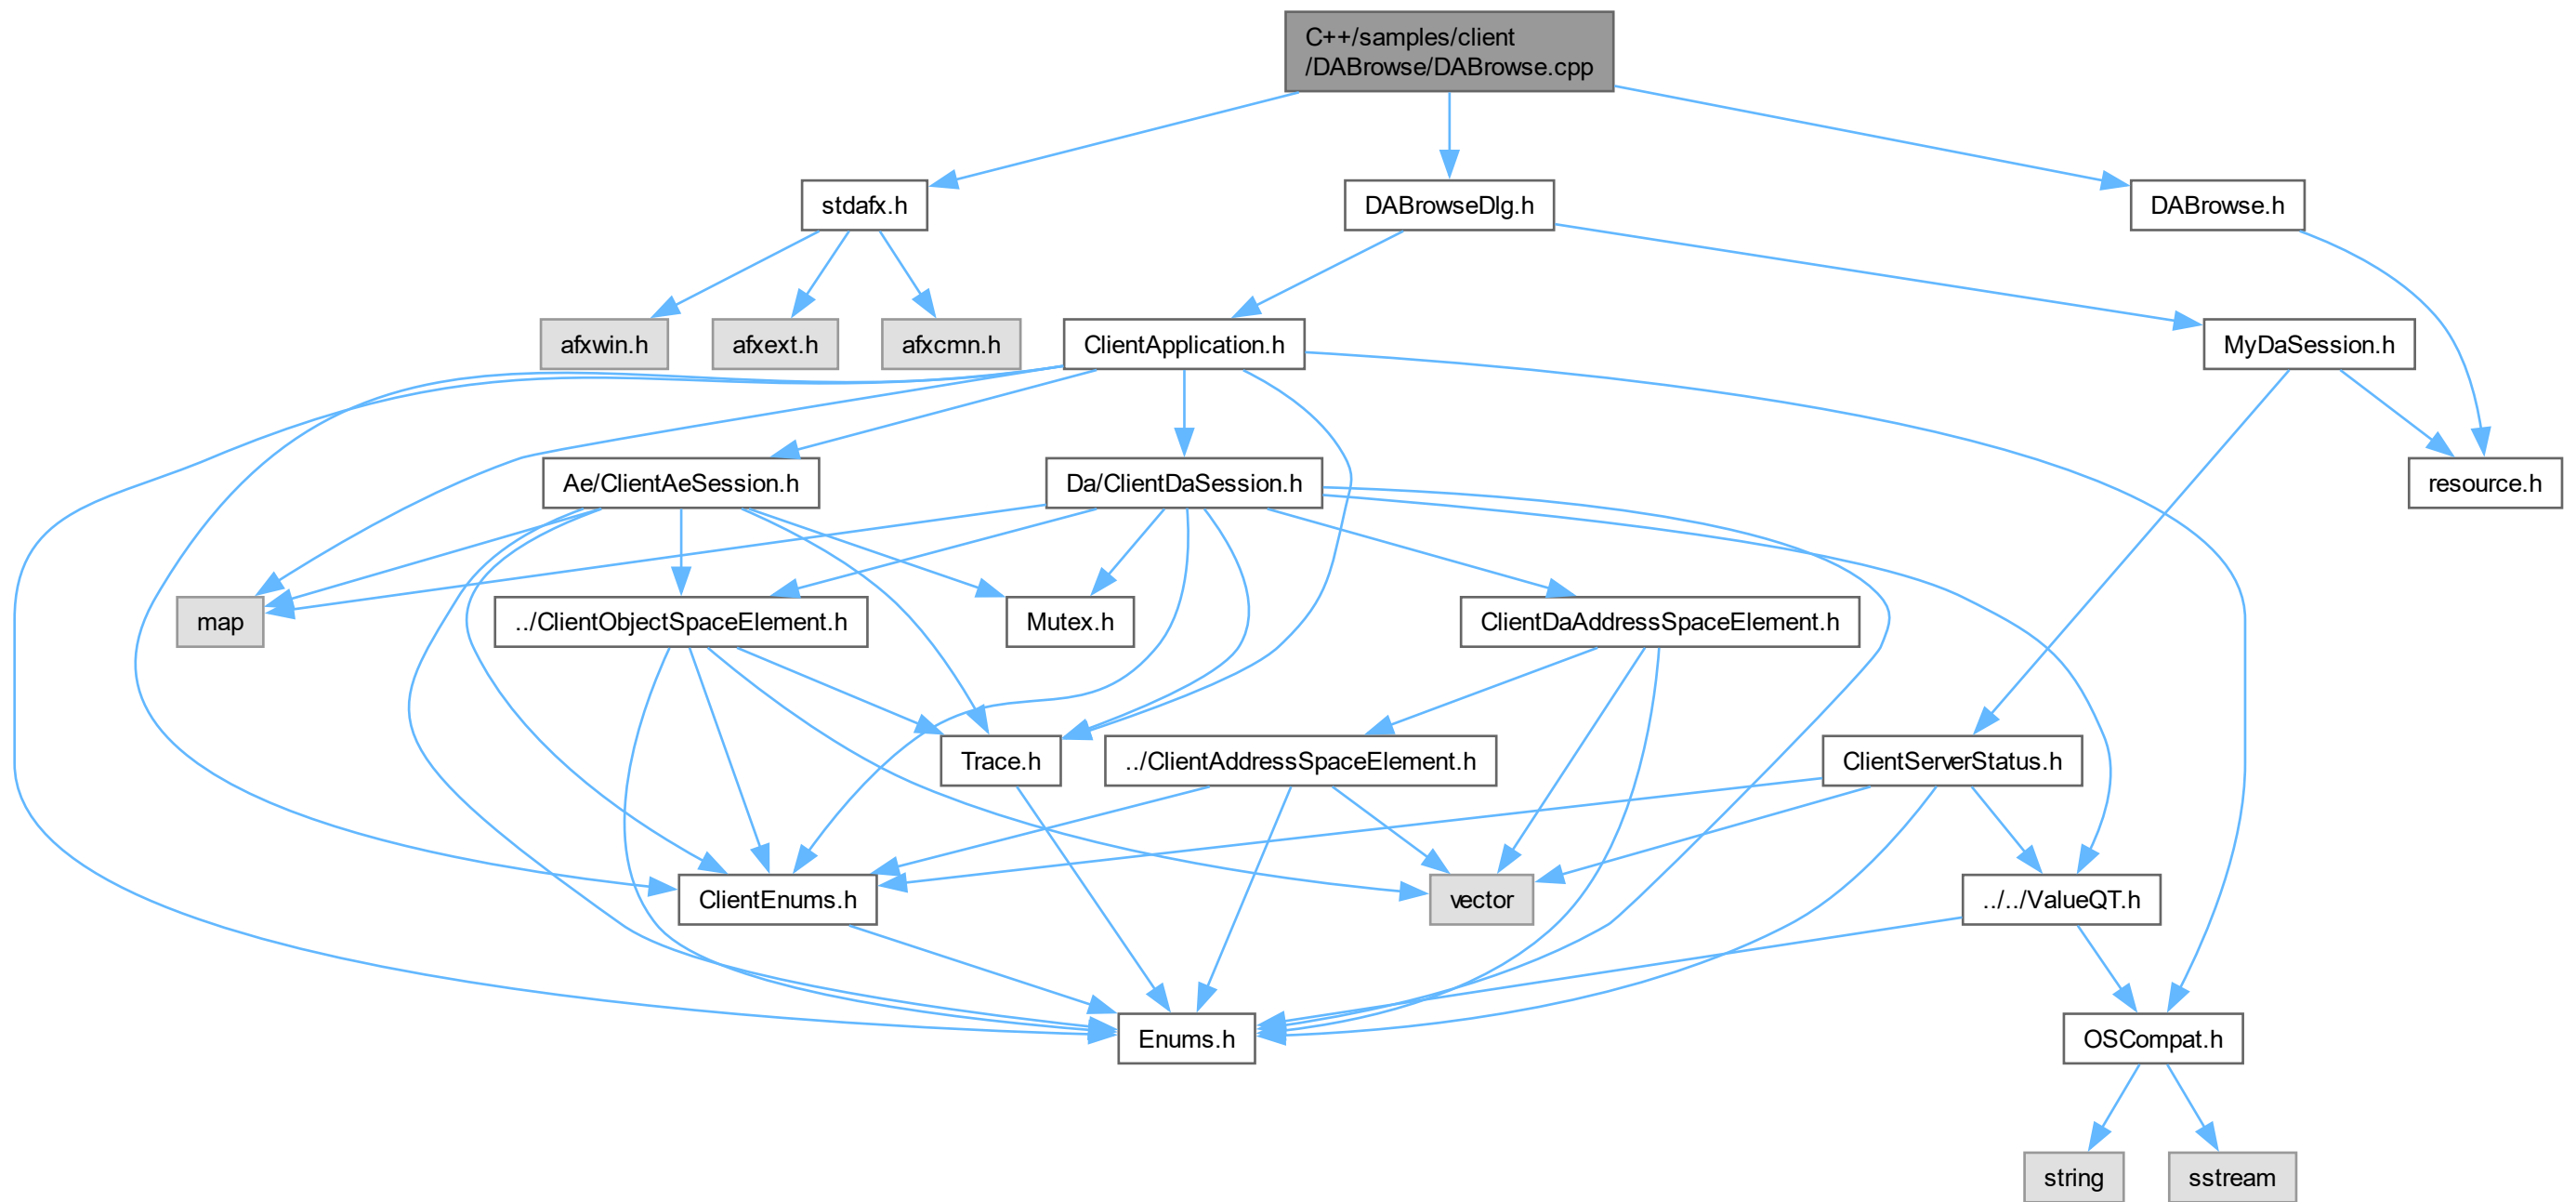 C++/samples/client
/DABrowse/DABrowse.cpp
stdafx.h
DABrowseDlg.h
DABrowse.h
afxwin.h
afxext.h
afxcmn.h
ClientApplication.h
MyDaSession.h
Ae/ClientAeSession.h
Da/ClientDaSession.h
resource.h
map
../ClientObjectSpaceElement.h
Mutex.h
ClientDaAddressSpaceElement.h
Trace.h
../ClientAddressSpaceElement.h
ClientServerStatus.h
ClientEnums.h
vector
../../ValueQT.h
Enums.h
OSCompat.h
string
sstream